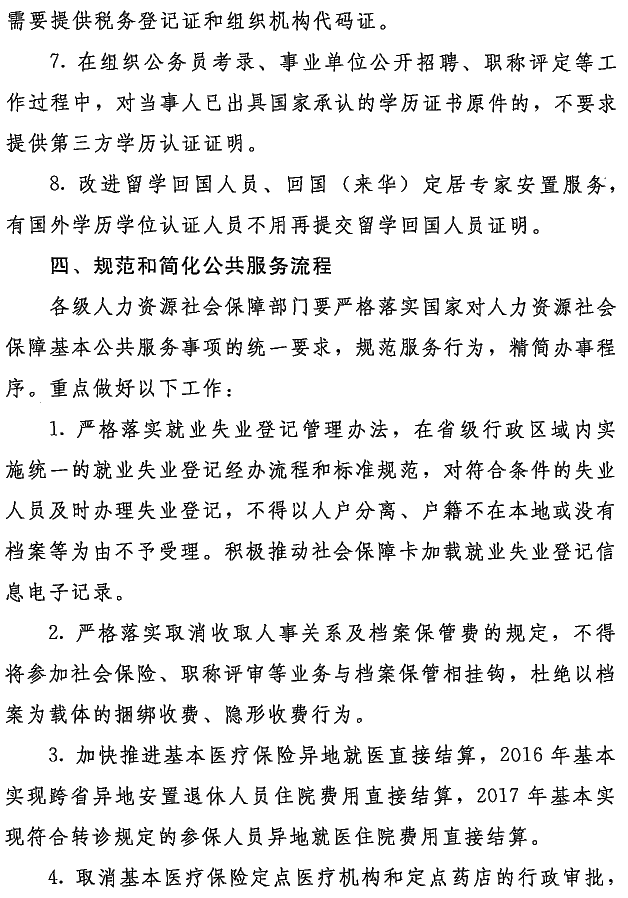 需要提供税务登记证和组织机构代码证。
7. 在组织公务员考录、事业单位公开招聘、职称评定等工
作过程中，对当事人已出具国家承认的学历证书原件的，不要求
提供第三方学历认证证明。
8. 改进留学回国人员、回国（来华）定居专家安置服务，
有国外学历学位认证人员不用再提交留学回国人员证明。
四、规范和简化公共服务流程
各级人力资源社会保障部门要严格落实国家对人力资源社会
保障基本公共服务事项的统一要求，规范服务行为，精简办事程
序。重点做好以下工作：
1. 严格落实就业失业登记管理办法，在省级行政区域内实
施统一的就业失业登记经办流程和标准规范，对符合条件的失业
人员及时办理失业登记，不得以人户分离、户籍不在本地或没有
档案等为由不予受理。积极推动社会保障卡加载就业失业登记信
息电子记录。
2. 严格落实取消收取人事关系及档案保管费的规定，不得
将参加社会保险、职称评审等业务与档案保管相挂钩，杜绝以档
案为载体的捆绑收费、隐形收费行为。
3. 加快推进基本医疗保险异地就医直接结算，2016 年基本
实现跨省异地安置退休人员住院费用直接结算，2017 年基本实
现符合转诊规定的参保人员异地就医住院费用直接结算。
4. 取消基本医疗保险定点医疗机构和定点药店的行政审批，